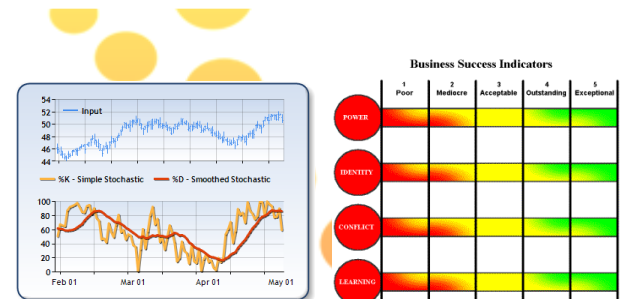 54
52
50
48
46
44
Input
%K - Simple Stochastic %D - Smoothed Stochastic
100
80
60
40
20
0
Feb 01 Mar 01 Apr 01 May 01
Business Success Indicators
1 2 3 4 5
Poor Mediocre Acceptable Outstanding Exceptional
POWER
IDENTITY
CONFLICT
LEARNING